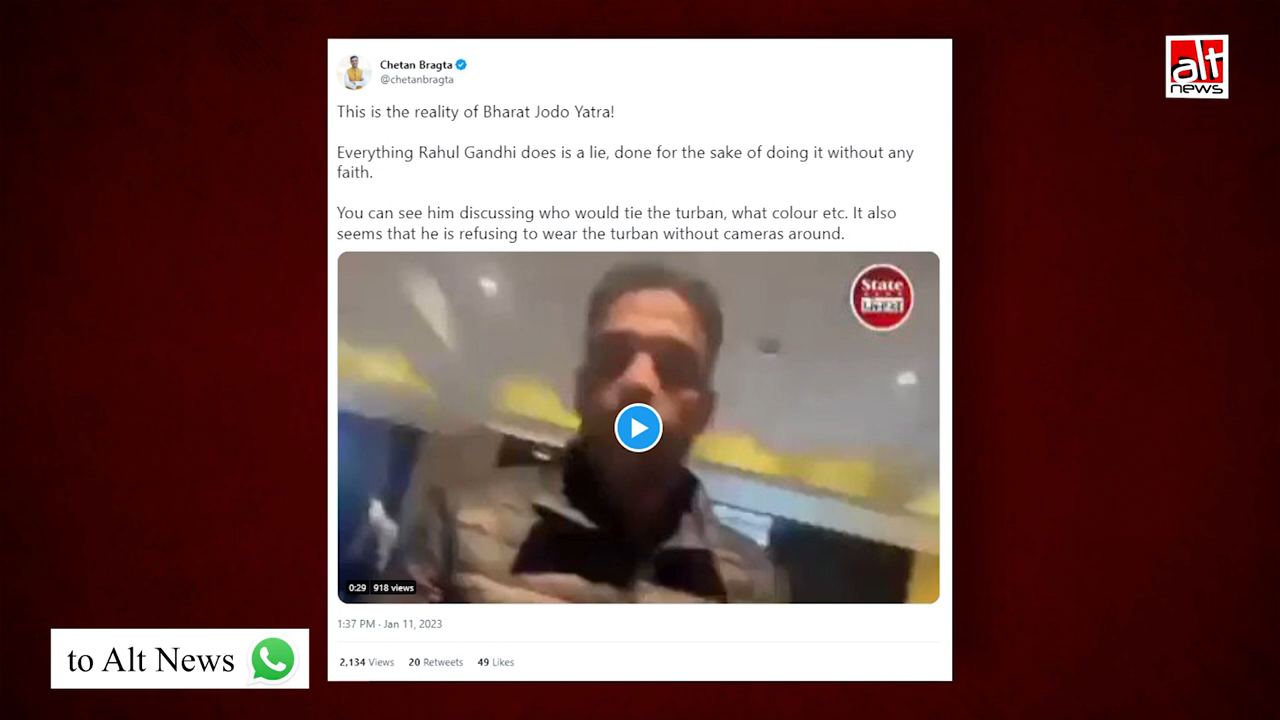 Chetan Bragta
@chetanbragta
alt
news
This is the reality of Bharat Jodo Yatra!
Everything Rahul Gandhi does is a lie, done for the sake of doing it without any
faith.
You can see him discussing who would tie the turban, what colour etc. It also
seems that he is refusing to wear the turban without cameras around.
State
0:29 918 views
1:37 PM · Jan 11, 2023
to Alt News
2,134 Views 20 Retweets 49 Likes